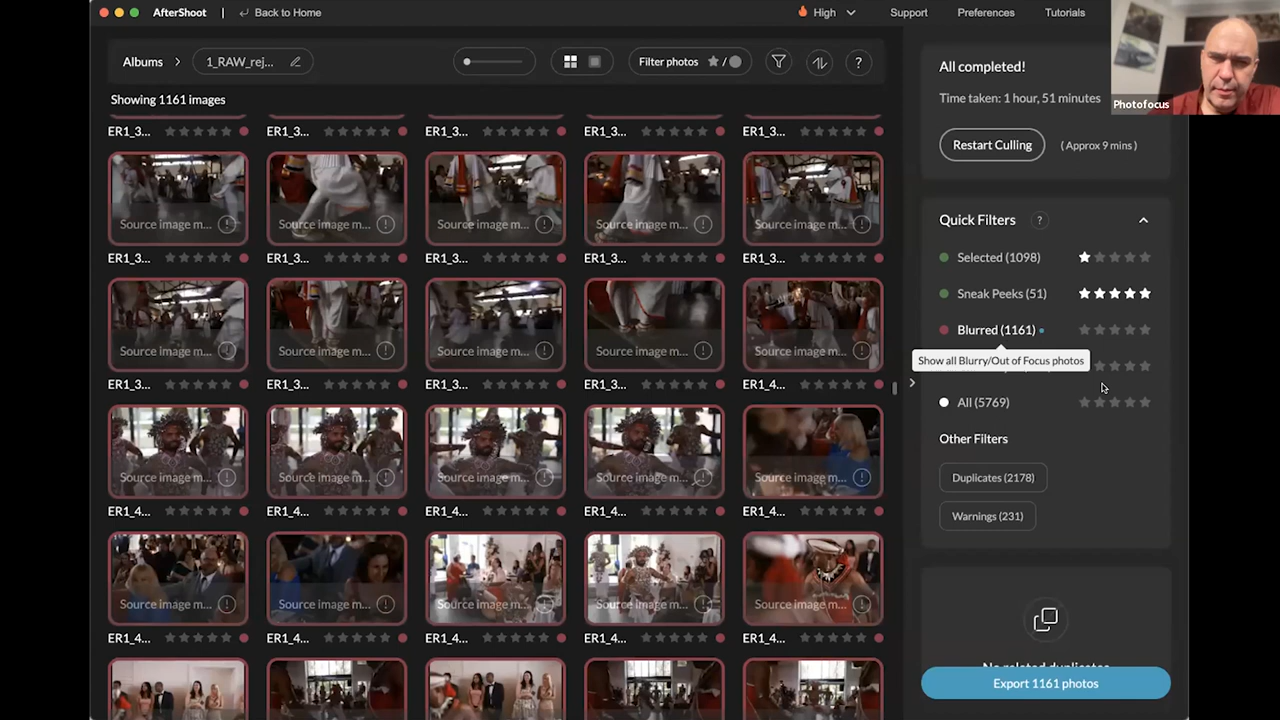 AfterShoot | Back to Home High Support Preferences Tutorials
Photofocus
Albums > 1_RAW_rej... Filter photos / ?
Showing 1161 images
ER1_3... ER1_3... ER1_3... ER1_3... ER1_3...
Source image m... Source image m... Source image m... Source image m... Source image m...
ER1_3... ER1_3... ER1_3... ER1_3... ER1_3...
Source image m... Source image m... Source image m... Source image m... Source image m...
ER1_3... ER1_3... ER1_3... ER1_3... ER1_4...
Source image m... Source image m... Source image m... Source image m... Source image m...
ER1_4... ER1_4... ER1_4... ER1_4... ER1_4...
Source image m... Source image m... Source image m... Source image m... Source image m...
ER1_4... ER1_4... ER1_4... ER1_4... ER1_4...
All completed!
Time taken: 1 hour, 51 minutes
Restart Culling ( Approx 9 mins )
Quick Filters ?
Selected (1098)
Sneak Peeks (51)
Blurred (1161)
Show all Blurry/Out of Focus photos
All (5769)
Other Filters
Duplicates (2178)
Warnings (231)
No related duplicates
Export 1161 photos